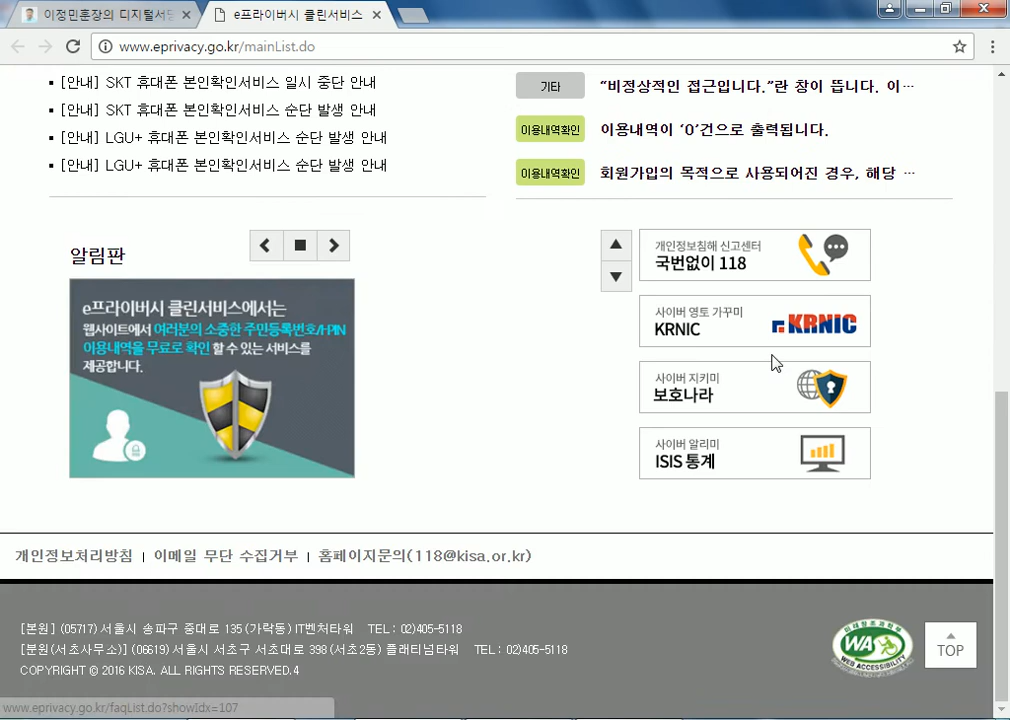 이정민훈장의 디지털서당
e프라이버시 클린서비스
www.eprivacy.go.kr/mainList.do
[안내] SKT 휴대폰 본인확인서비스 일시 중단 안내
[안내] SKT 휴대폰 본인확인서비스 순단 발생 안내
[안내] LGU+ 휴대폰 본인확인서비스 순단 발생 안내
[안내] LGU+ 휴대폰 본인확인서비스 순단 발생 안내
기타 “비정상적인 접근입니다.”란 창이 뜹니다. 이…
이용내역확인 이용내역이 ‘0’건으로 출력됩니다.
이용내역확인 회원가입의 목적으로 사용되어진 경우, 해당 …
알림판
e프라이버시 클린서비스에서는
웹사이트에서 여러분의 소중한 주민등록번호/I-PIN
이용내역을 무료로 확인 할 수 있는 서비스를
제공합니다.
개인정보침해 신고센터
국번없이 118
사이버 영토 가꾸미
KRNIC
KRNIC
사이버 지키미
보호나라
사이버 알리미
ISIS 통계
개인정보처리방침 | 이메일 무단 수집거부 | 홈페이지문의(118@kisa.or.kr)
[본원] (05717) 서울시 송파구 중대로 135 (가락동) IT벤처타워 TEL : 02)405-5118
[분원(서초사무소)] (06619) 서울시 서초구 서초대로 398 (서초2동) 플래티넘타워 TEL : 02)405-5118
COPYRIGHT © 2016 KISA. ALL RIGHTS RESERVED.4
미래창조과학부
WA
WEB ACCESSIBILITY
TOP
www.eprivacy.go.kr/faqList.do?showIdx=107